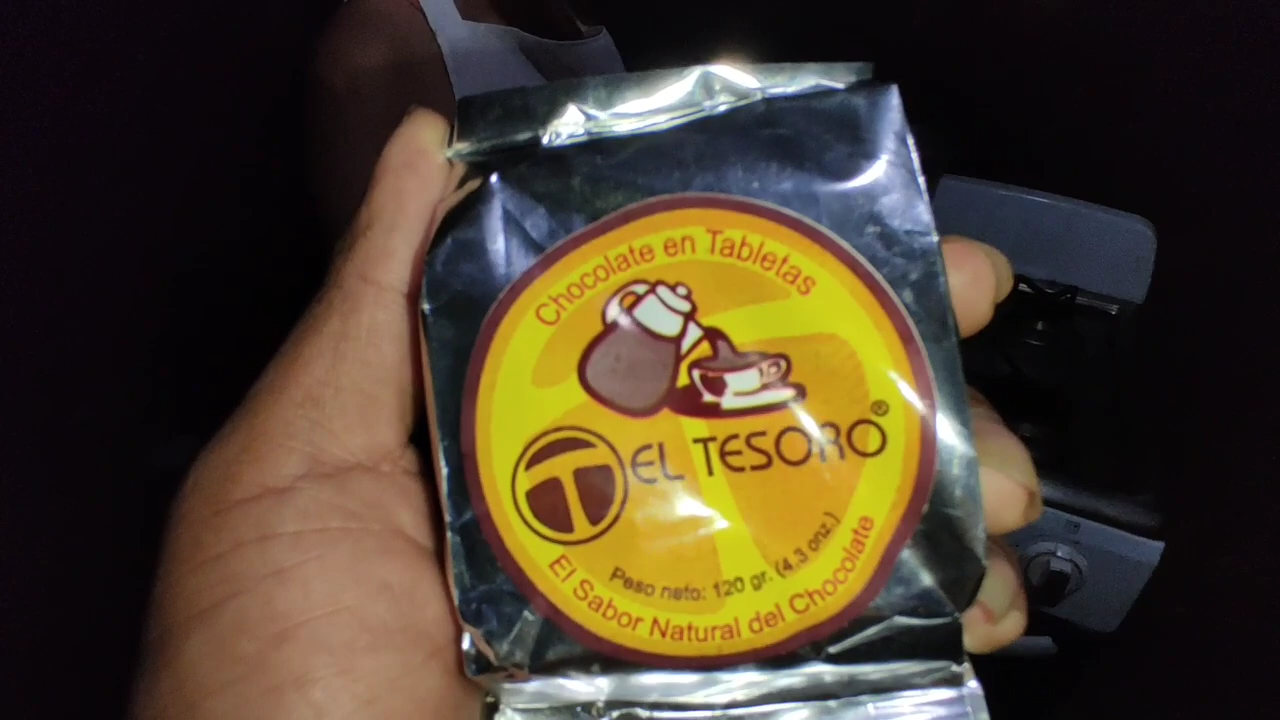 Chocolate en Tabletas
T EL TESORO®
Peso neto: 120 gr. (4.3 onz.)
El Sabor Natural del Chocolate